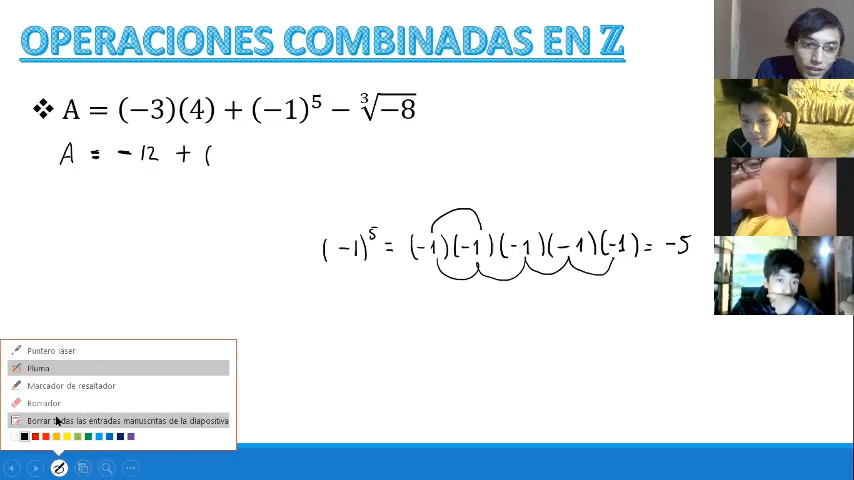 OPERACIONES COMBINADAS EN ℤ
❖ A = (−3)(4) + (−1)⁵ − ∛−8
A = -12 + (
(-1)⁵ = (-1)(-1)(-1)(-1)(-1) = -5
Puntero láser
Pluma
Marcador de resaltador
Borrador
Borrar todas las entradas manuscritas de la diapositiva